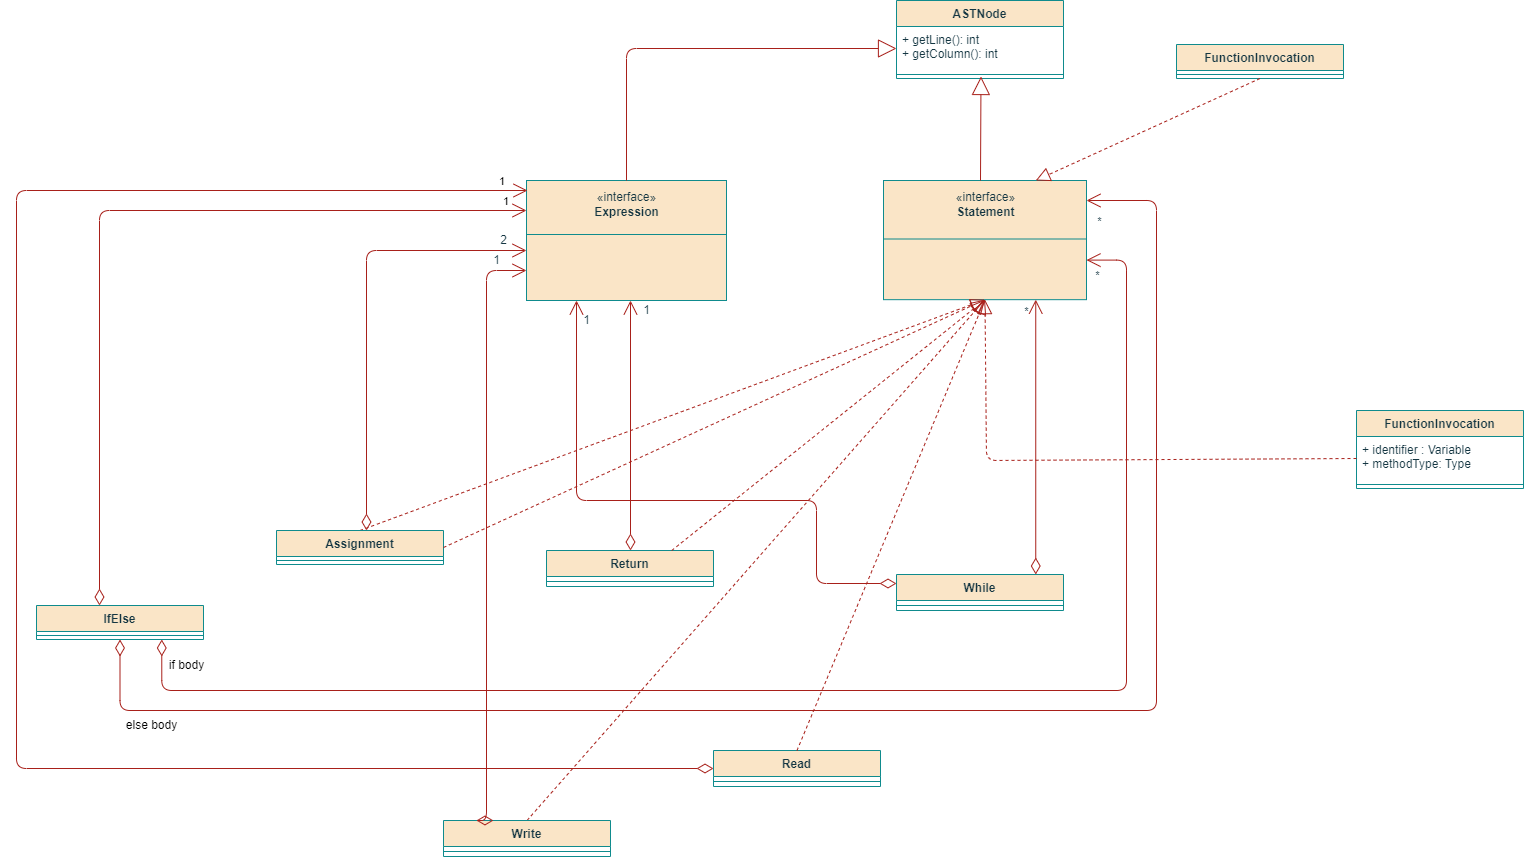 ASTNode
+ getLine(): int
+ getColumn(): int
FunctionInvocation
1
«interface»
Expression
1
2
1
«interface»
Statement
*
*
1
1
*
FunctionInvocation
+ identifier : Variable
+ methodType: Type
Assignment
Return
While
IfElse
if body
else body
Read
Write